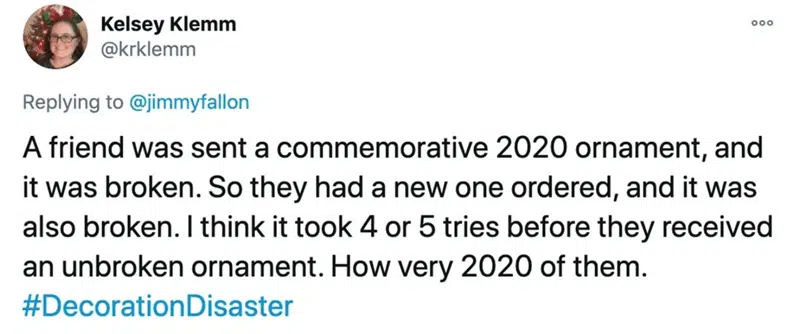 Kelsey Klemm
@krklemm
Replying to @jimmyfallon
A friend was sent a commemorative 2020 ornament, and
it was broken. So they had a new one ordered, and it was
also broken. I think it took 4 or 5 tries before they received
an unbroken ornament. How very 2020 of them.
#DecorationDisaster